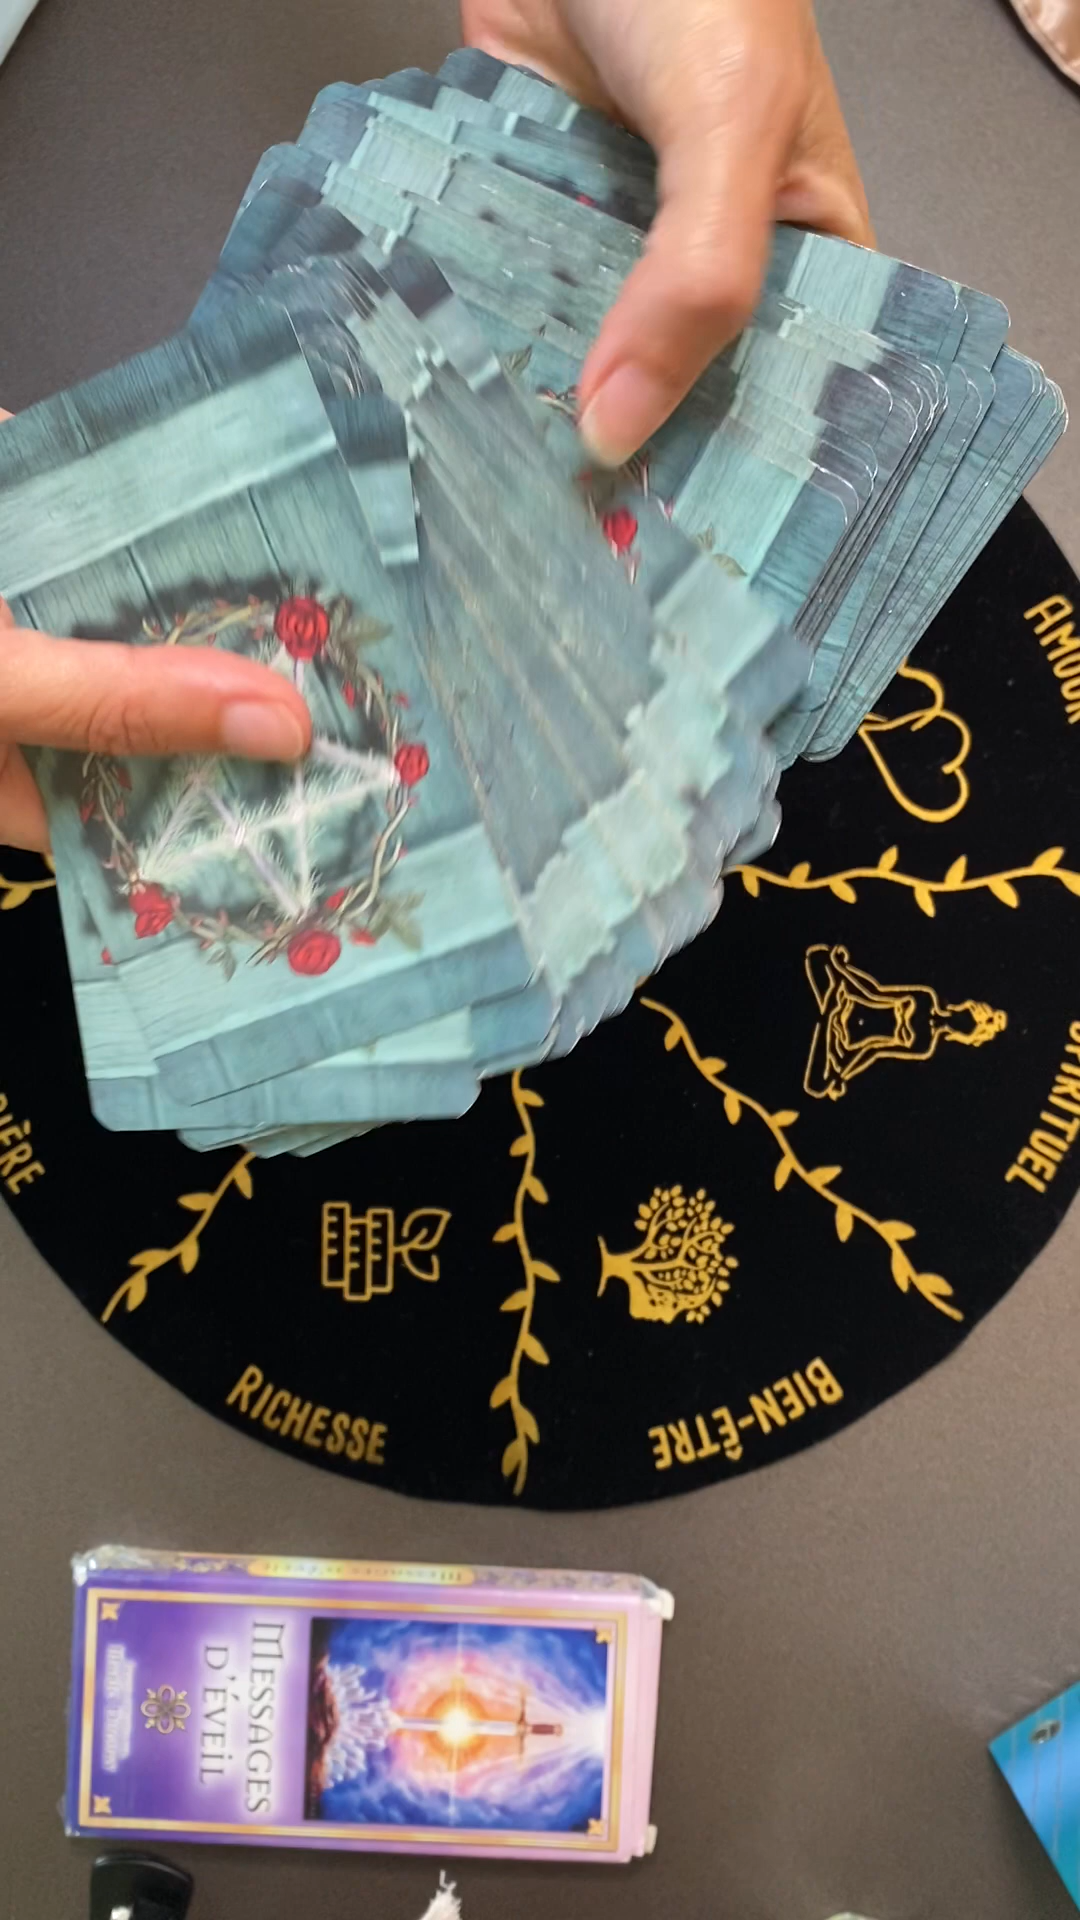 AMOUR
SPIRITUEL
BIEN-ÊTRE
RICHESSE
IÈRE
MESSAGES
D'ÉVEIL